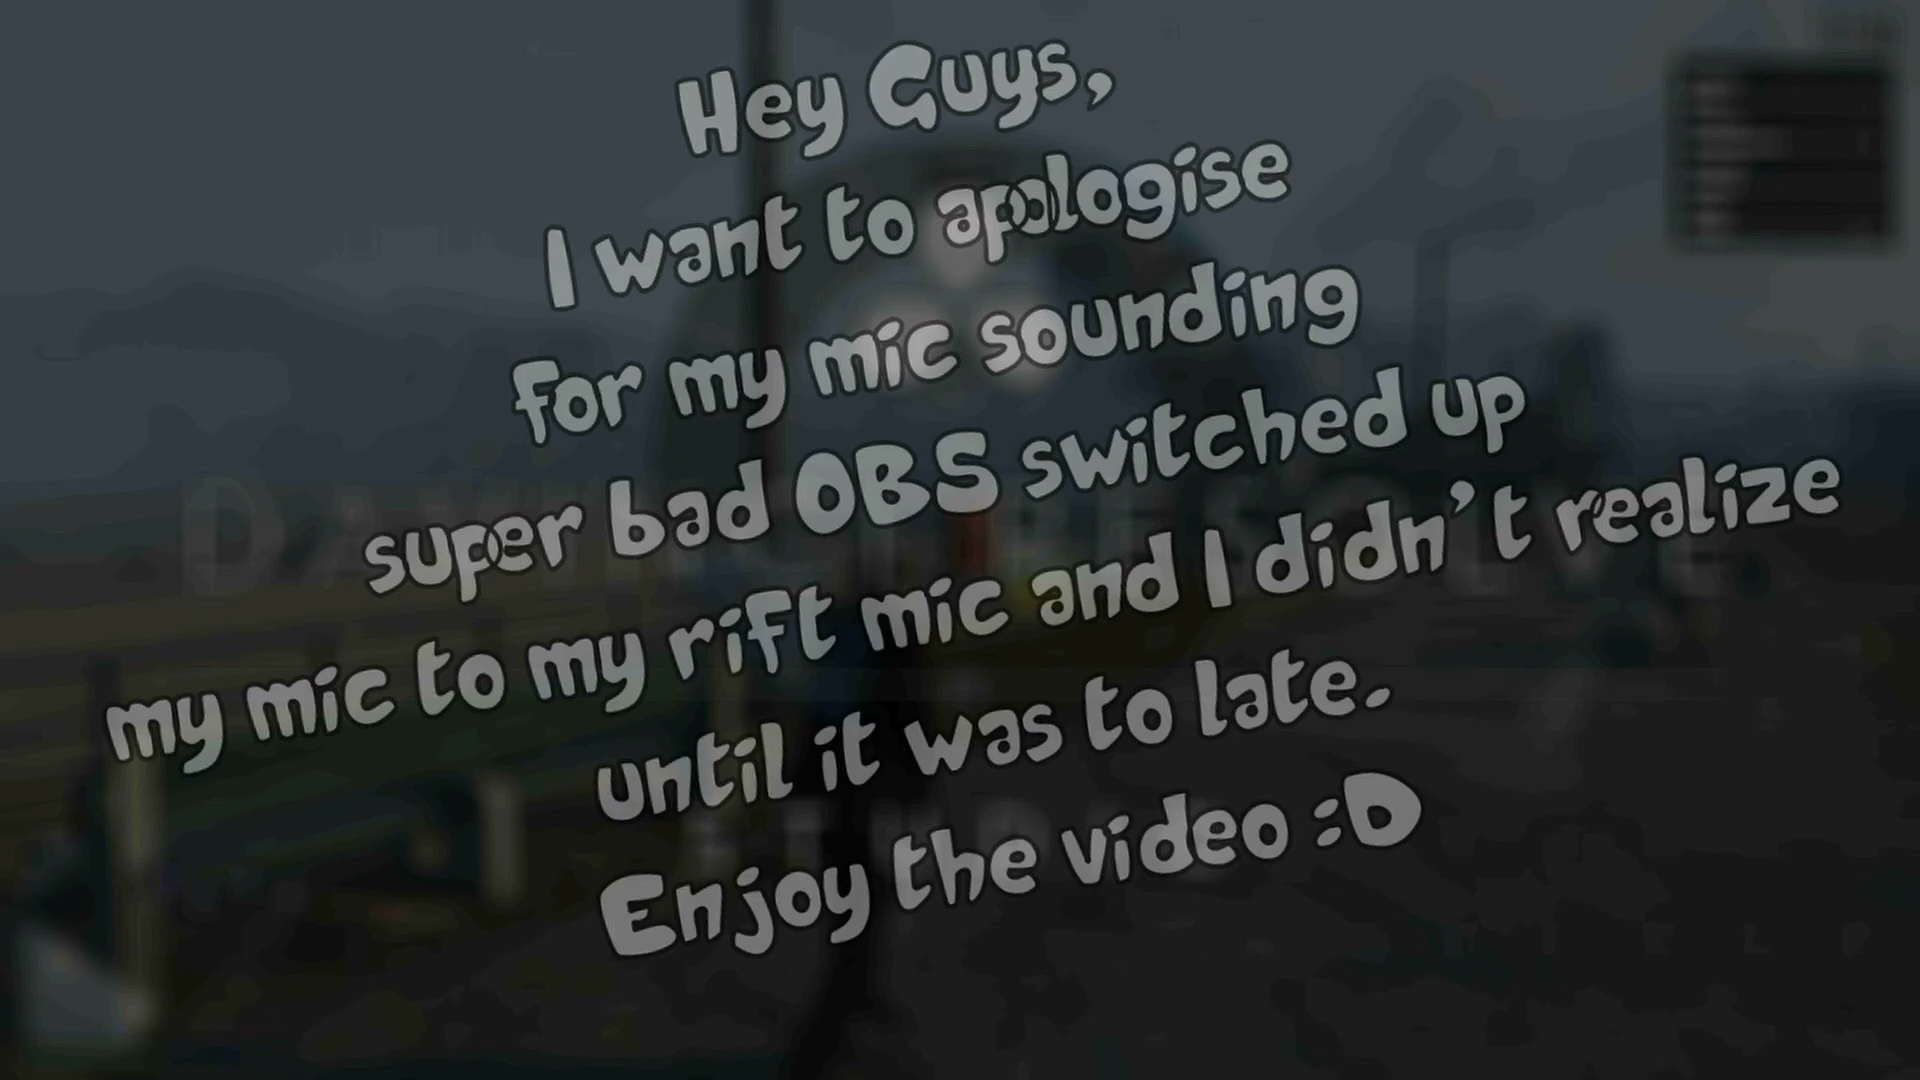 Hey Guys,
I want to apologise
for my mic sounding
super bad OBS switched up
my mic to my rift mic and I didn't realize
until it was to late.
Enjoy the video :D